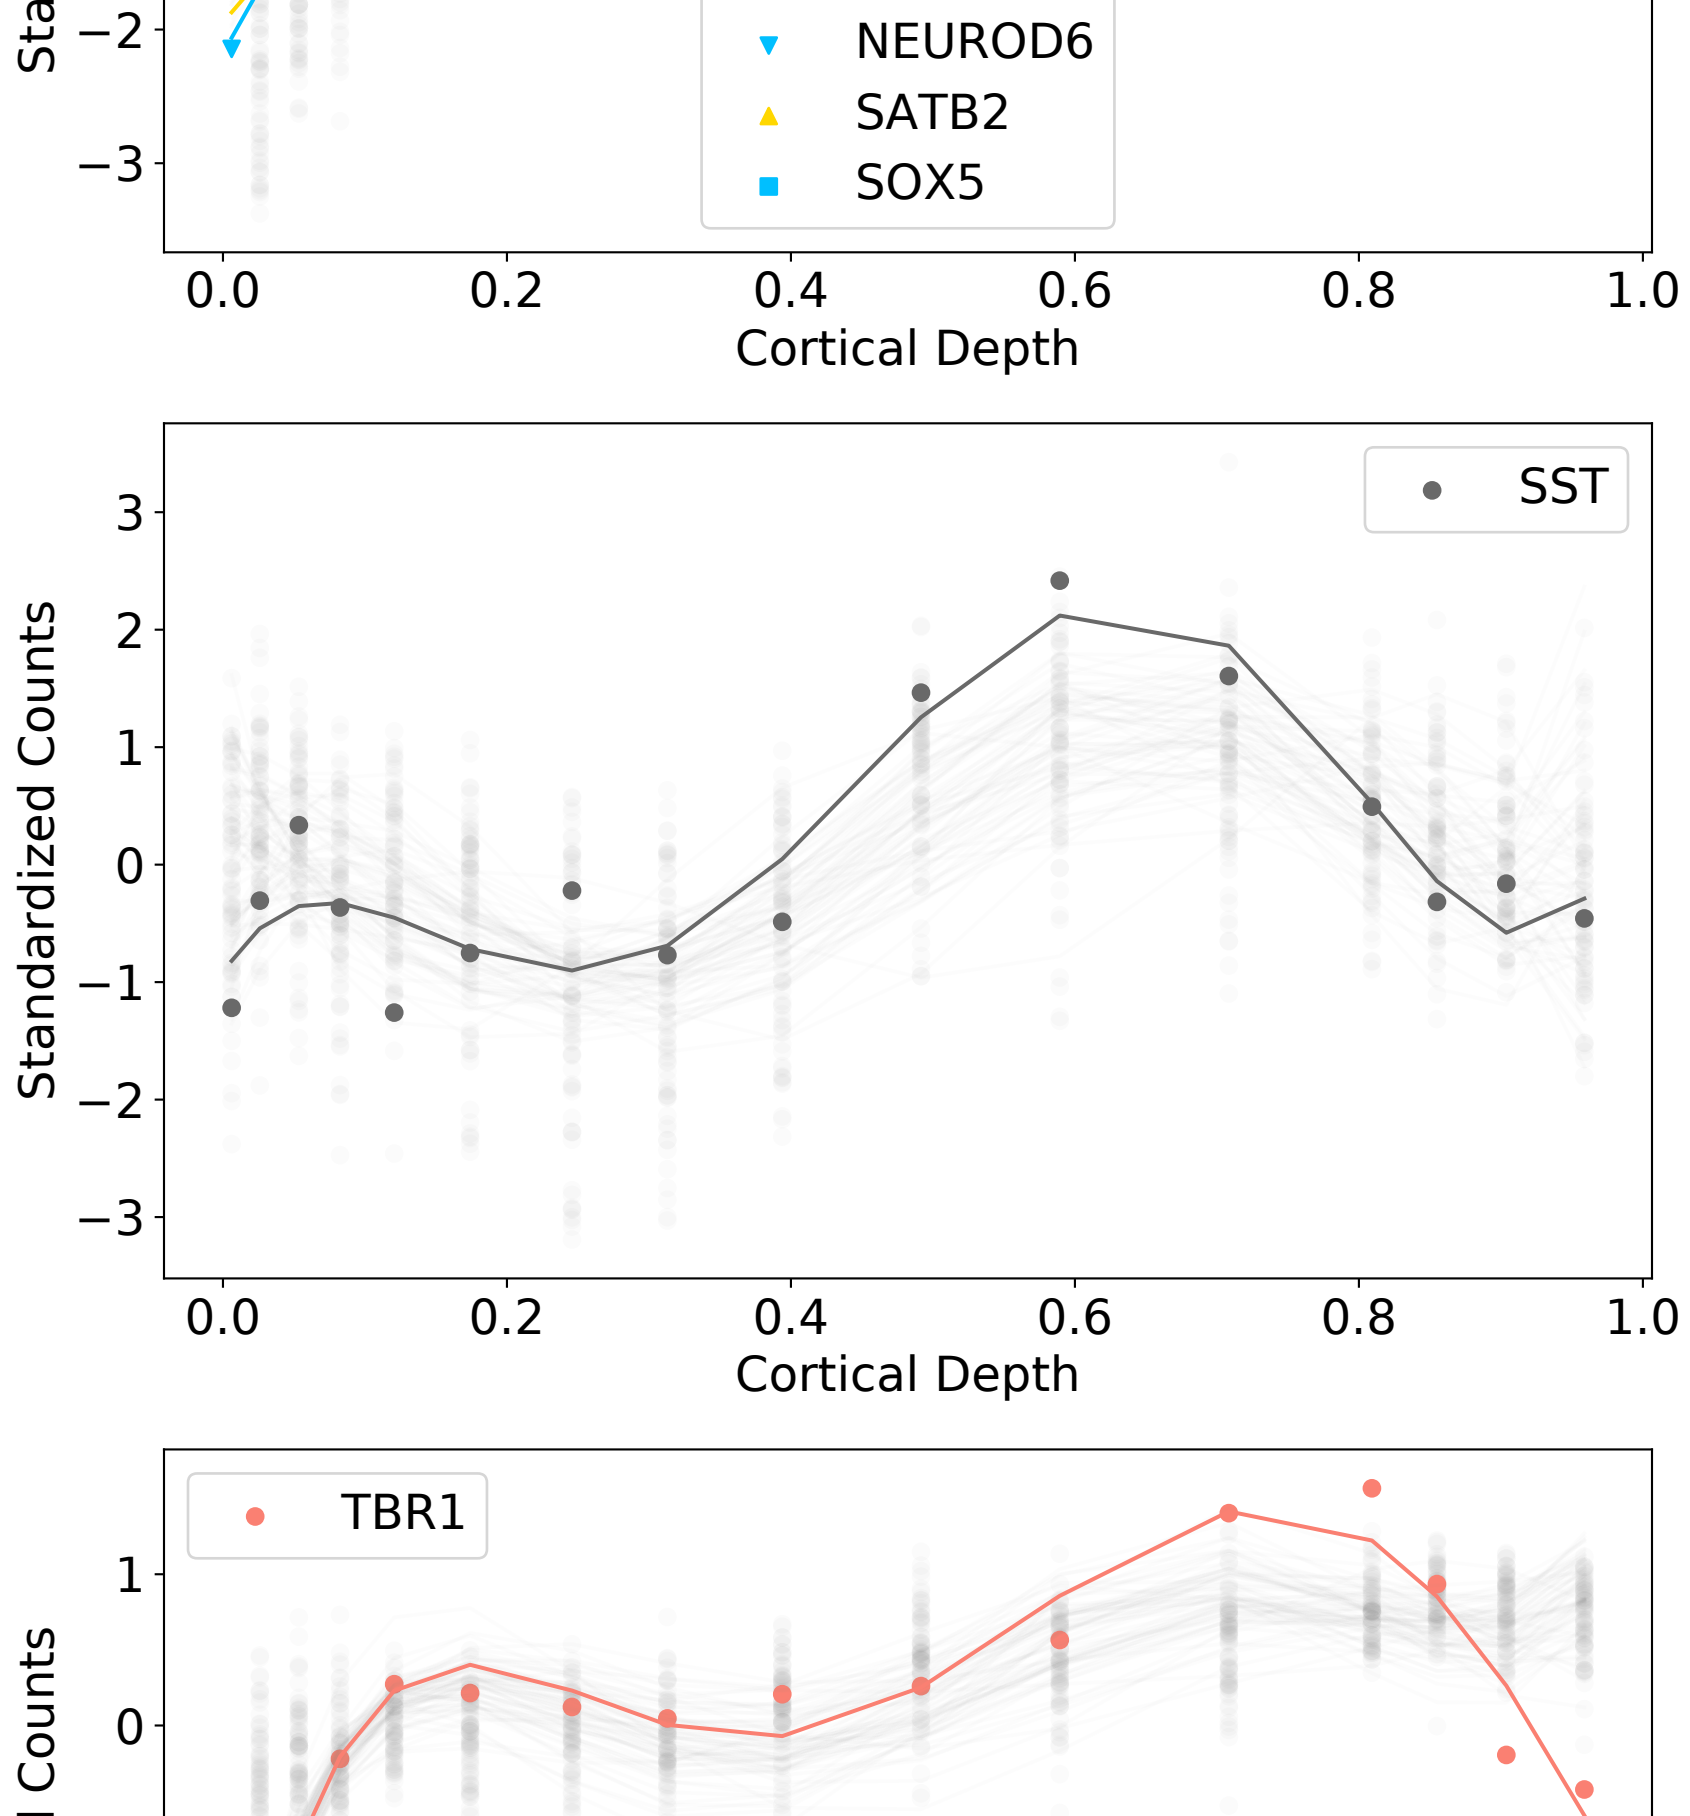 Sta
−2
−3
NEUROD6
SATB2
SOX5
0.0 0.2 0.4 0.6 0.8 1.0
Cortical Depth
SST
Standardized Counts
3
2
1
0
−1
−2
−3
0.0 0.2 0.4 0.6 0.8 1.0
Cortical Depth
TBR1
1
0
Counts